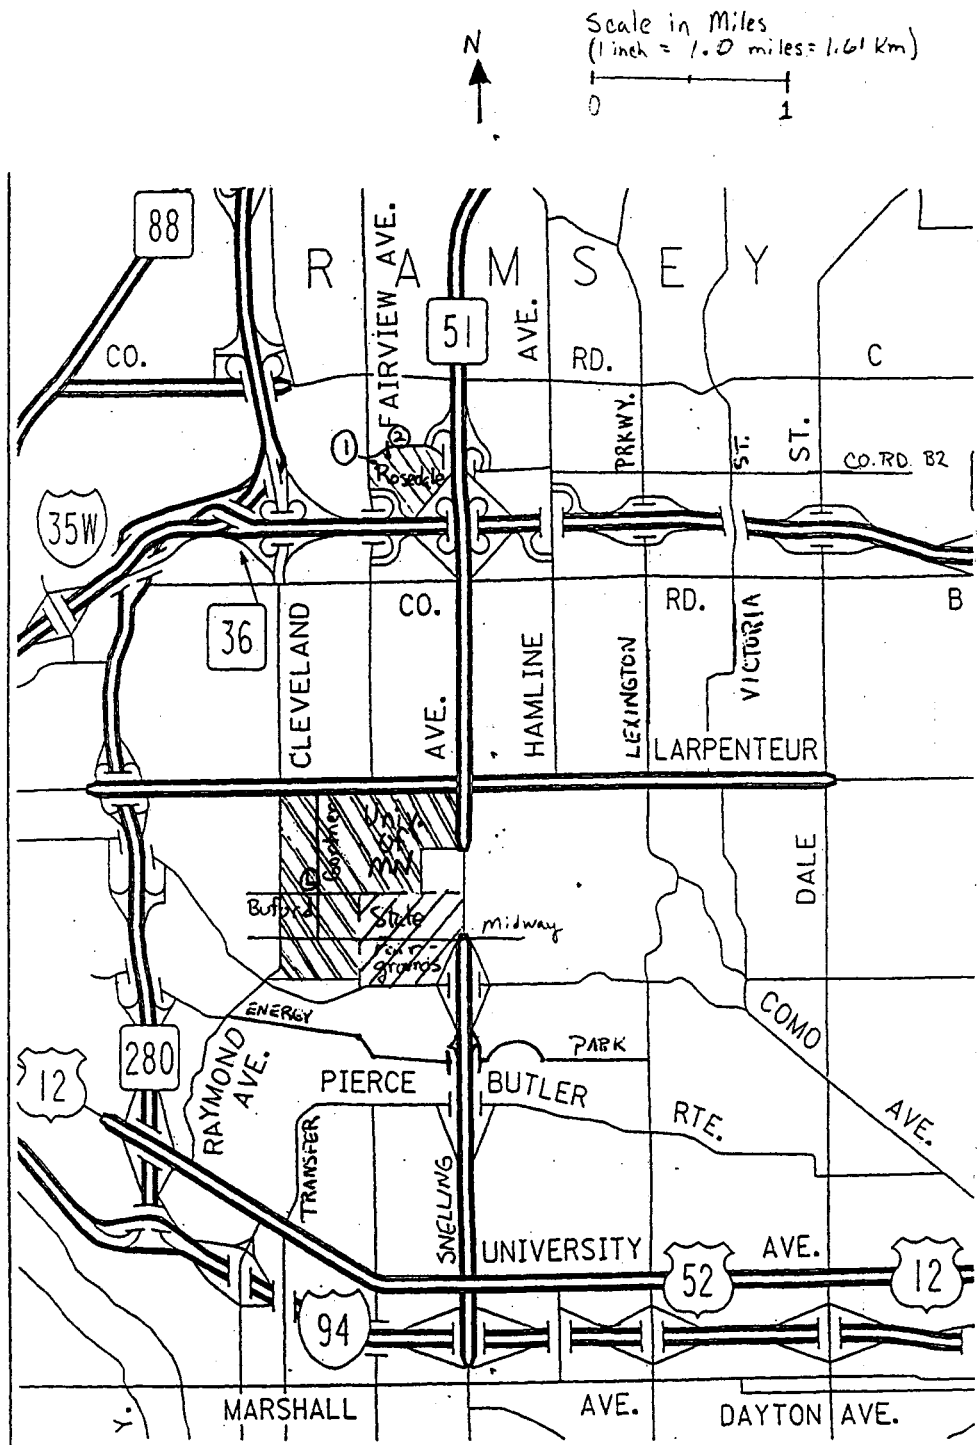 Scale in Miles
(1 inch = 1.0 miles = 1.61 Km)
0 1
N
88
RAMSEY
FAIRVIEW AVE.
51
AVE.
CO. RD. C
PRKWY.
ST.
ST.
CO. RD. B2
1
2
Rosedale
35W
36
CO. RD. B
CLEVELAND
AVE.
HAMLINE
LEXINGTON
VICTORIA
LARPENTEUR
Gortner
Univ.
of
MN
DALE
Buford
State
Midway
Fair-
grounds
ENERGY
PARK
COMO
AVE.
280
12
RAYMOND
AVE.
PIERCE BUTLER
RTE.
TRANSFER
SNELLING
UNIVERSITY AVE.
52
12
94
MARSHALL AVE.
DAYTON AVE.
Y.